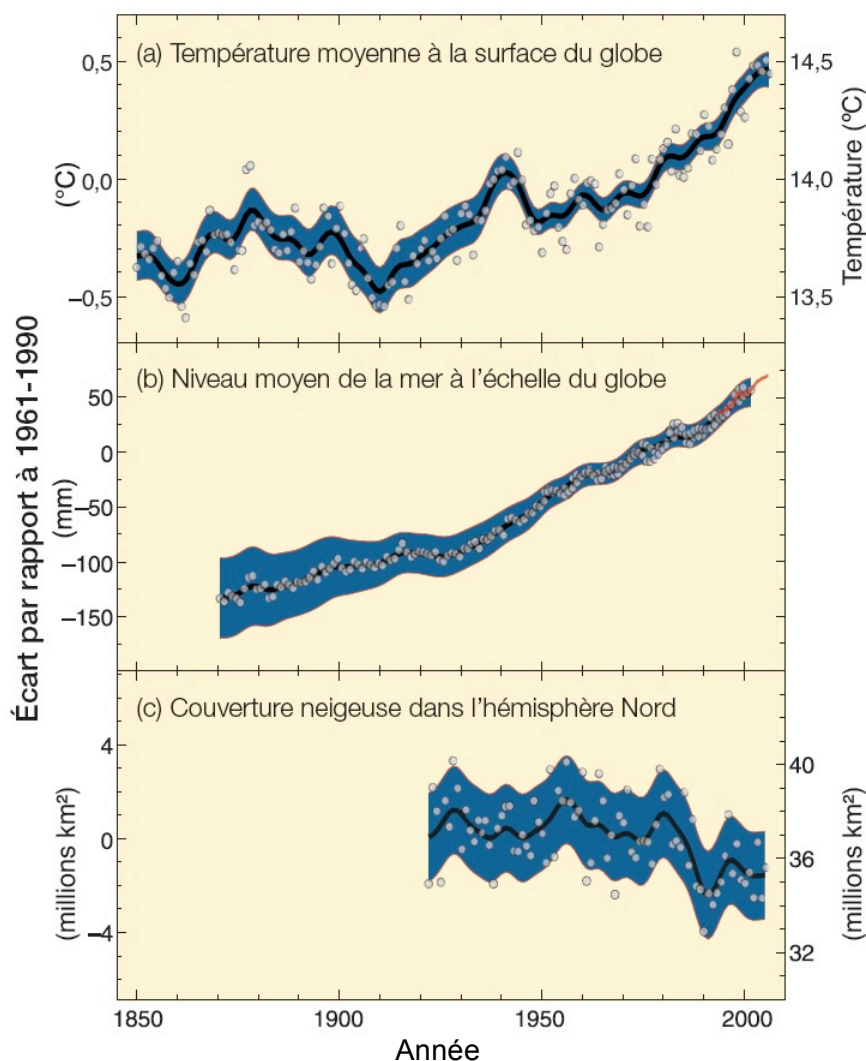 (a) Température moyenne à la surface du globe
0,5
0,0
−0,5
(°C)
14,5
14,0
13,5
Température (°C)
Écart par rapport à 1961-1990
(b) Niveau moyen de la mer à l’échelle du globe
50
0
−50
−100
−150
(mm)
(c) Couverture neigeuse dans l’hémisphère Nord
4
0
−4
(millions km²)
40
36
32
(millions km²)
1850
1900
1950
2000
Année